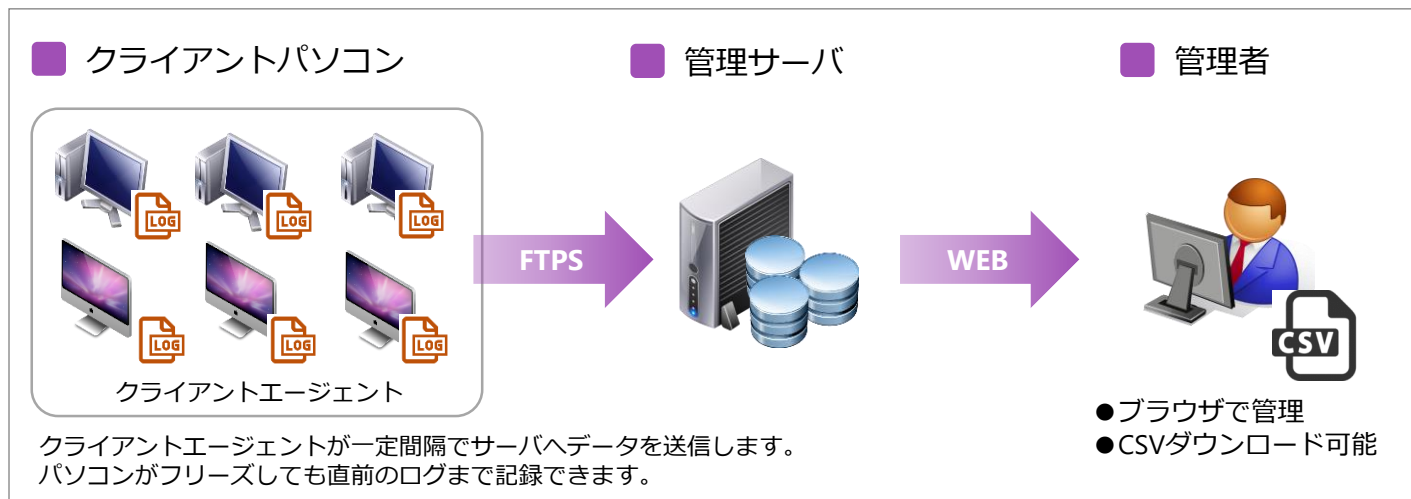 クライアントパソコン
管理サーバ
管理者
LOG
LOG
LOG
LOG
LOG
LOG
クライアントエージェント
FTPS
WEB
CSV
●ブラウザで管理
●CSVダウンロード可能
クライアントエージェントが一定間隔でサーバへデータを送信します。
パソコンがフリーズしても直前のログまで記録できます。